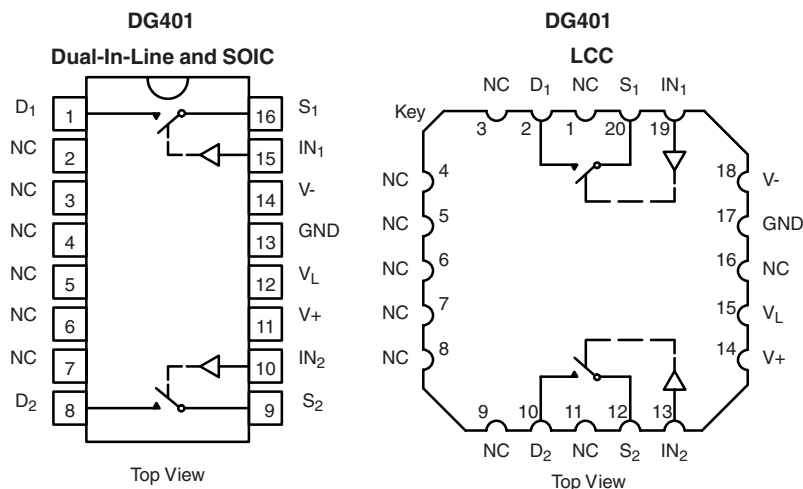 DG401
Dual-In-Line and SOIC
D1 1 16 S1
NC 2 15 IN1
NC 3 14 V-
NC 4 13 GND
NC 5 12 VL
NC 6 11 V+
NC 7 10 IN2
D2 8 9 S2
Top View
DG401
LCC
NC D1 NC S1 IN1
Key
3 2 1 20 19
NC 4 18 V-
NC 5 17 GND
NC 6 16 NC
NC 7 15 VL
NC 8 14 V+
9 10 11 12 13
NC D2 NC S2 IN2
Top View